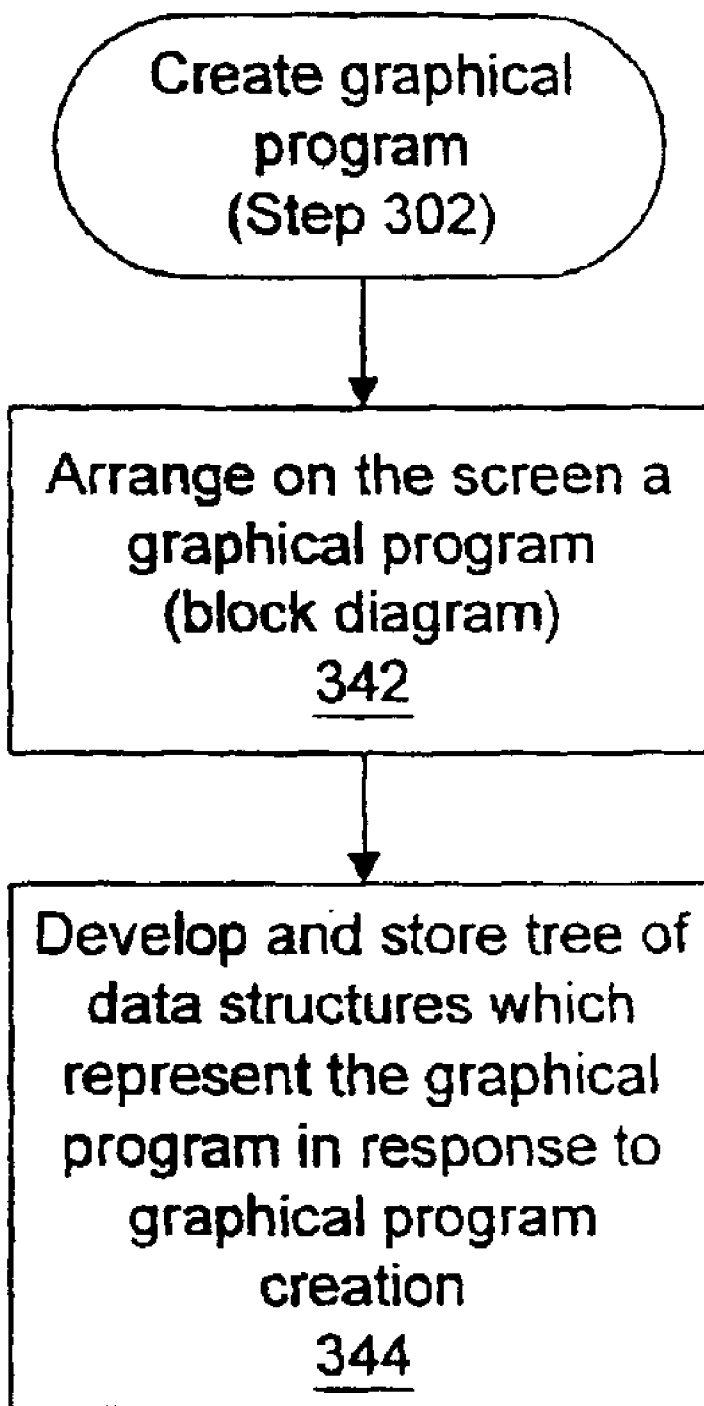 Create graphical
program
(Step 302)
Arrange on the screen a
graphical program
(block diagram)
342
Develop and store tree of
data structures which
represent the graphical
program in response to
graphical program
creation
344